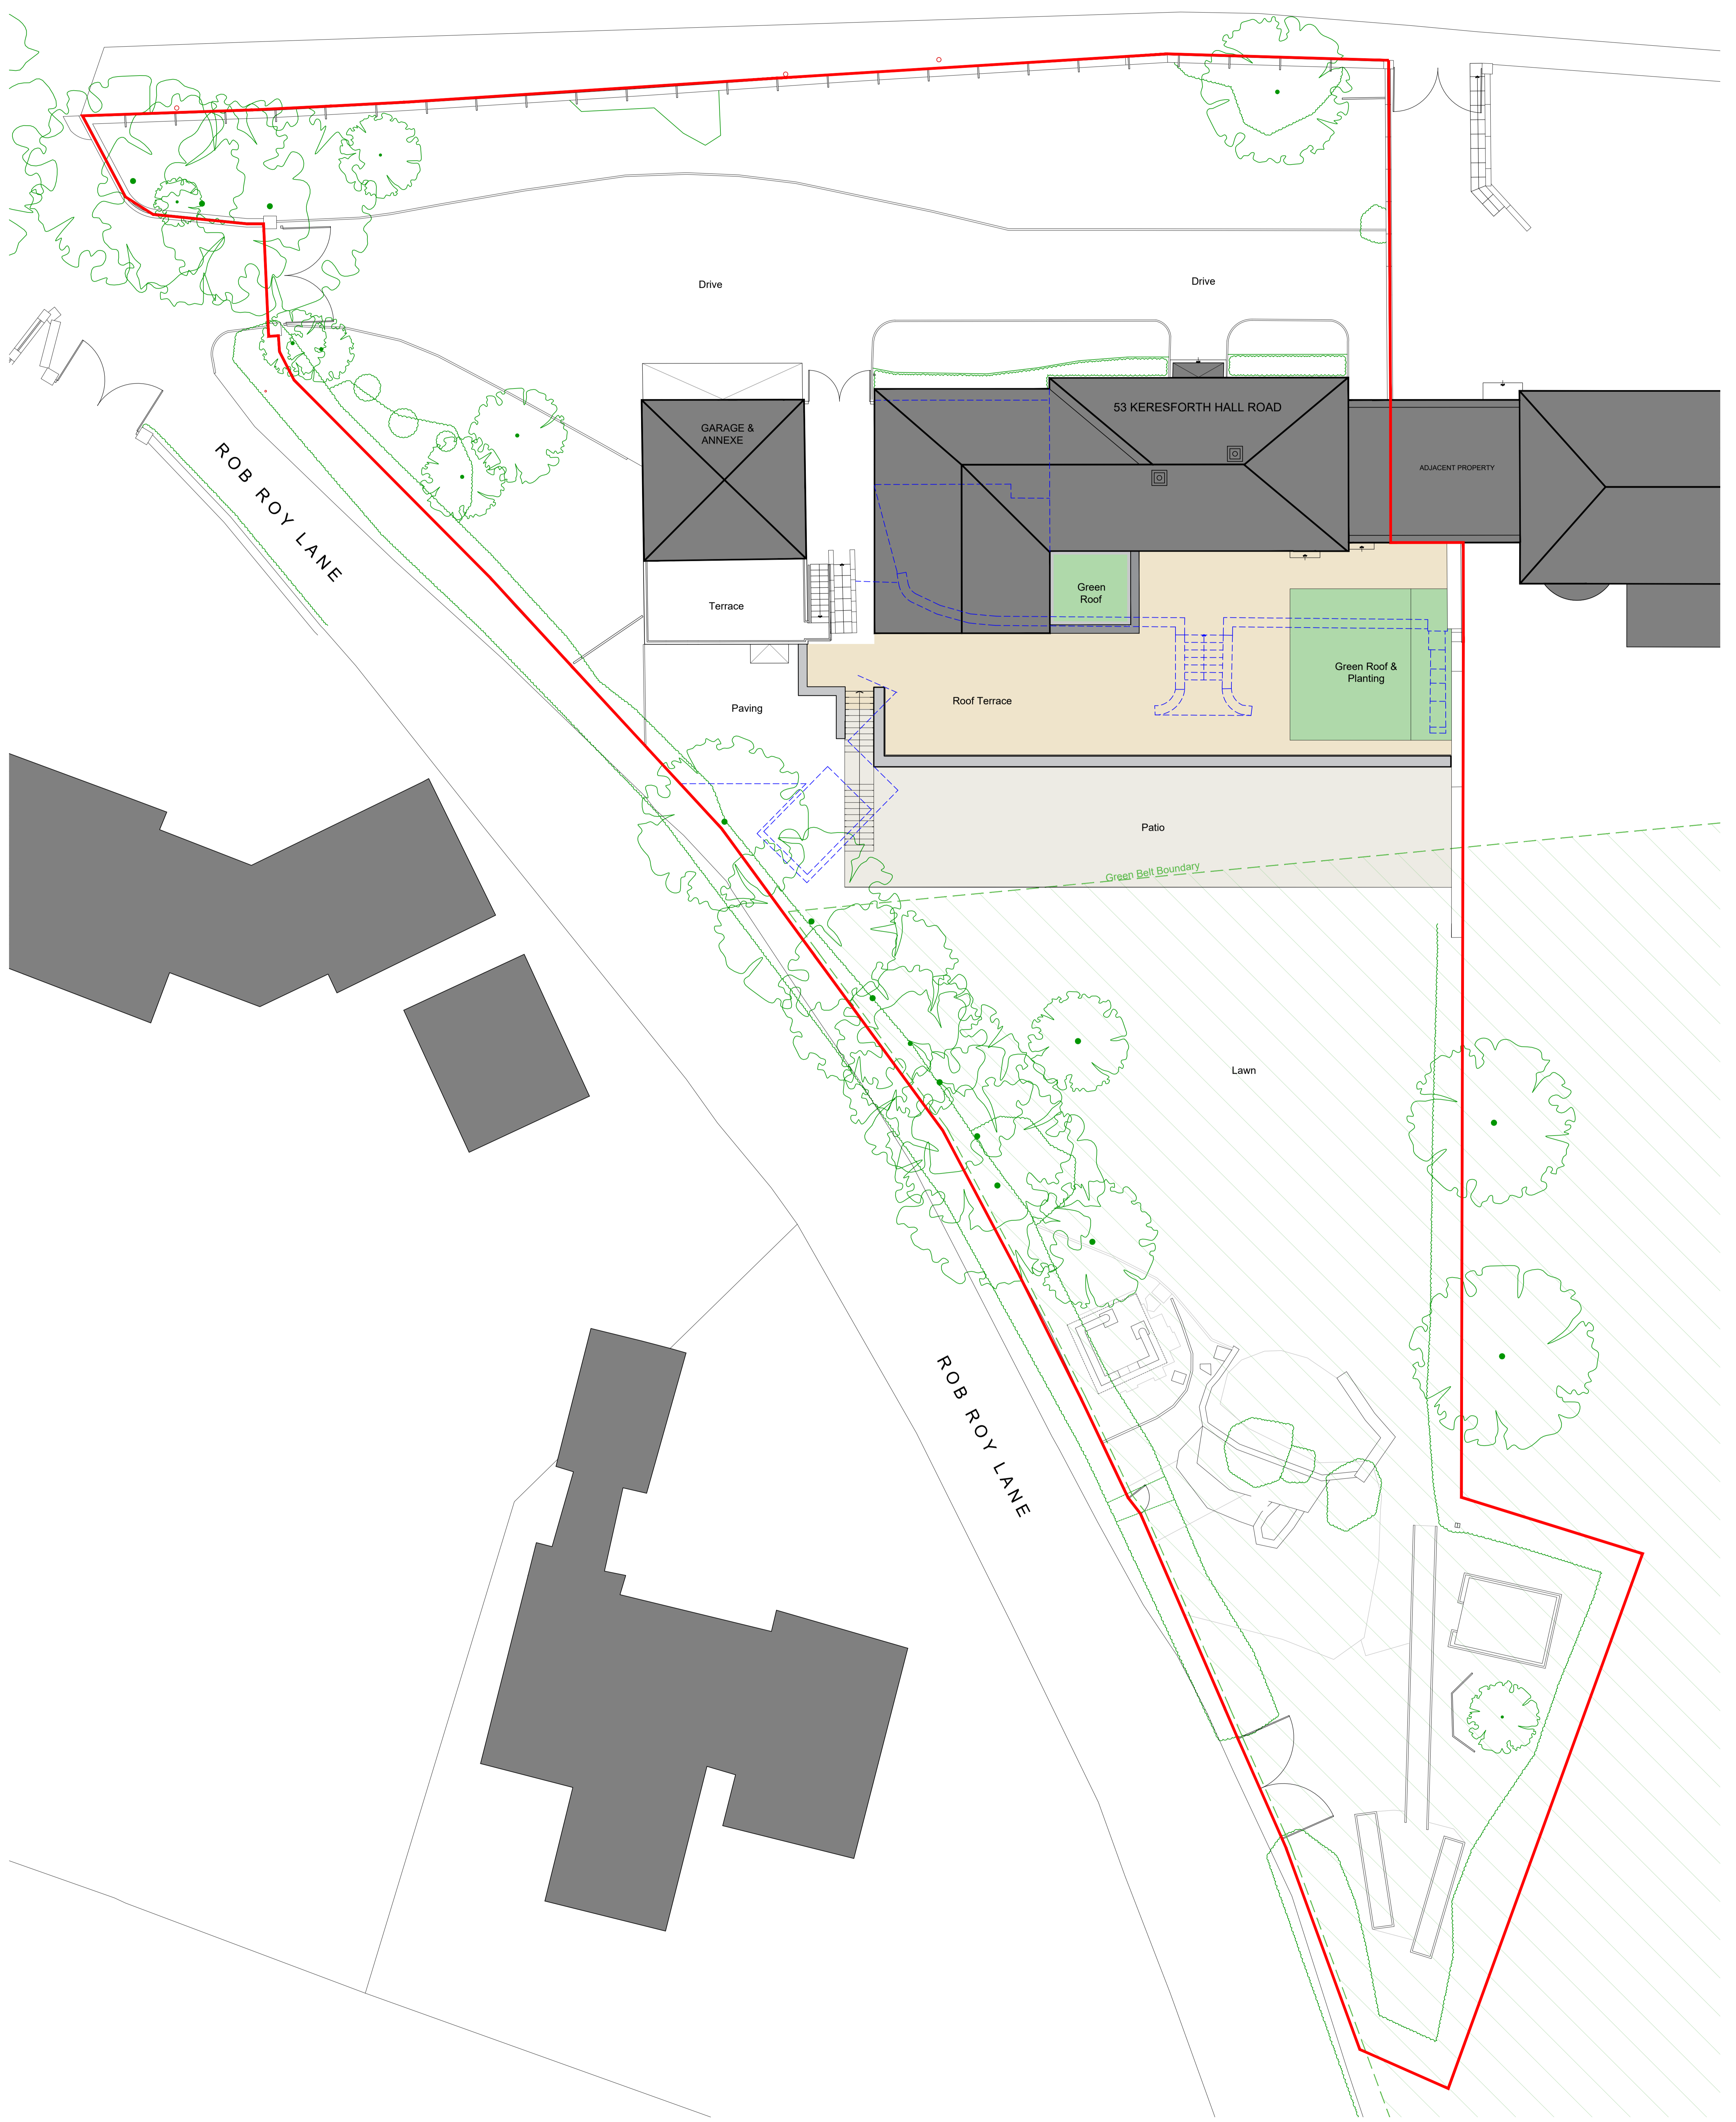 Drive
Drive
53 KERESFORTH HALL ROAD
GARAGE &
ANNEXE
ADJACENT PROPERTY
ROB ROY LANE
Green
Roof
Terrace
Green Roof &
Planting
Roof Terrace
Paving
Patio
Green Belt Boundary
Lawn
ROB ROY LANE